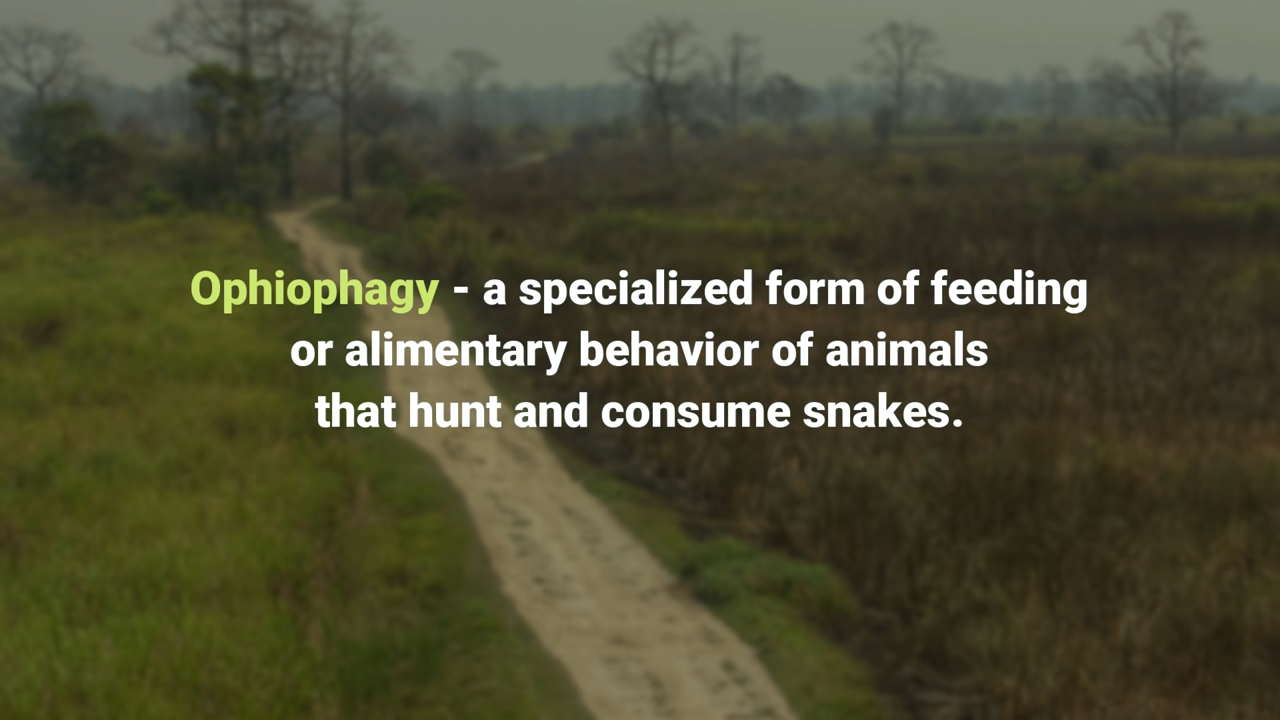 Ophiophagy - a specialized form of feeding
or alimentary behavior of animals
that hunt and consume snakes.